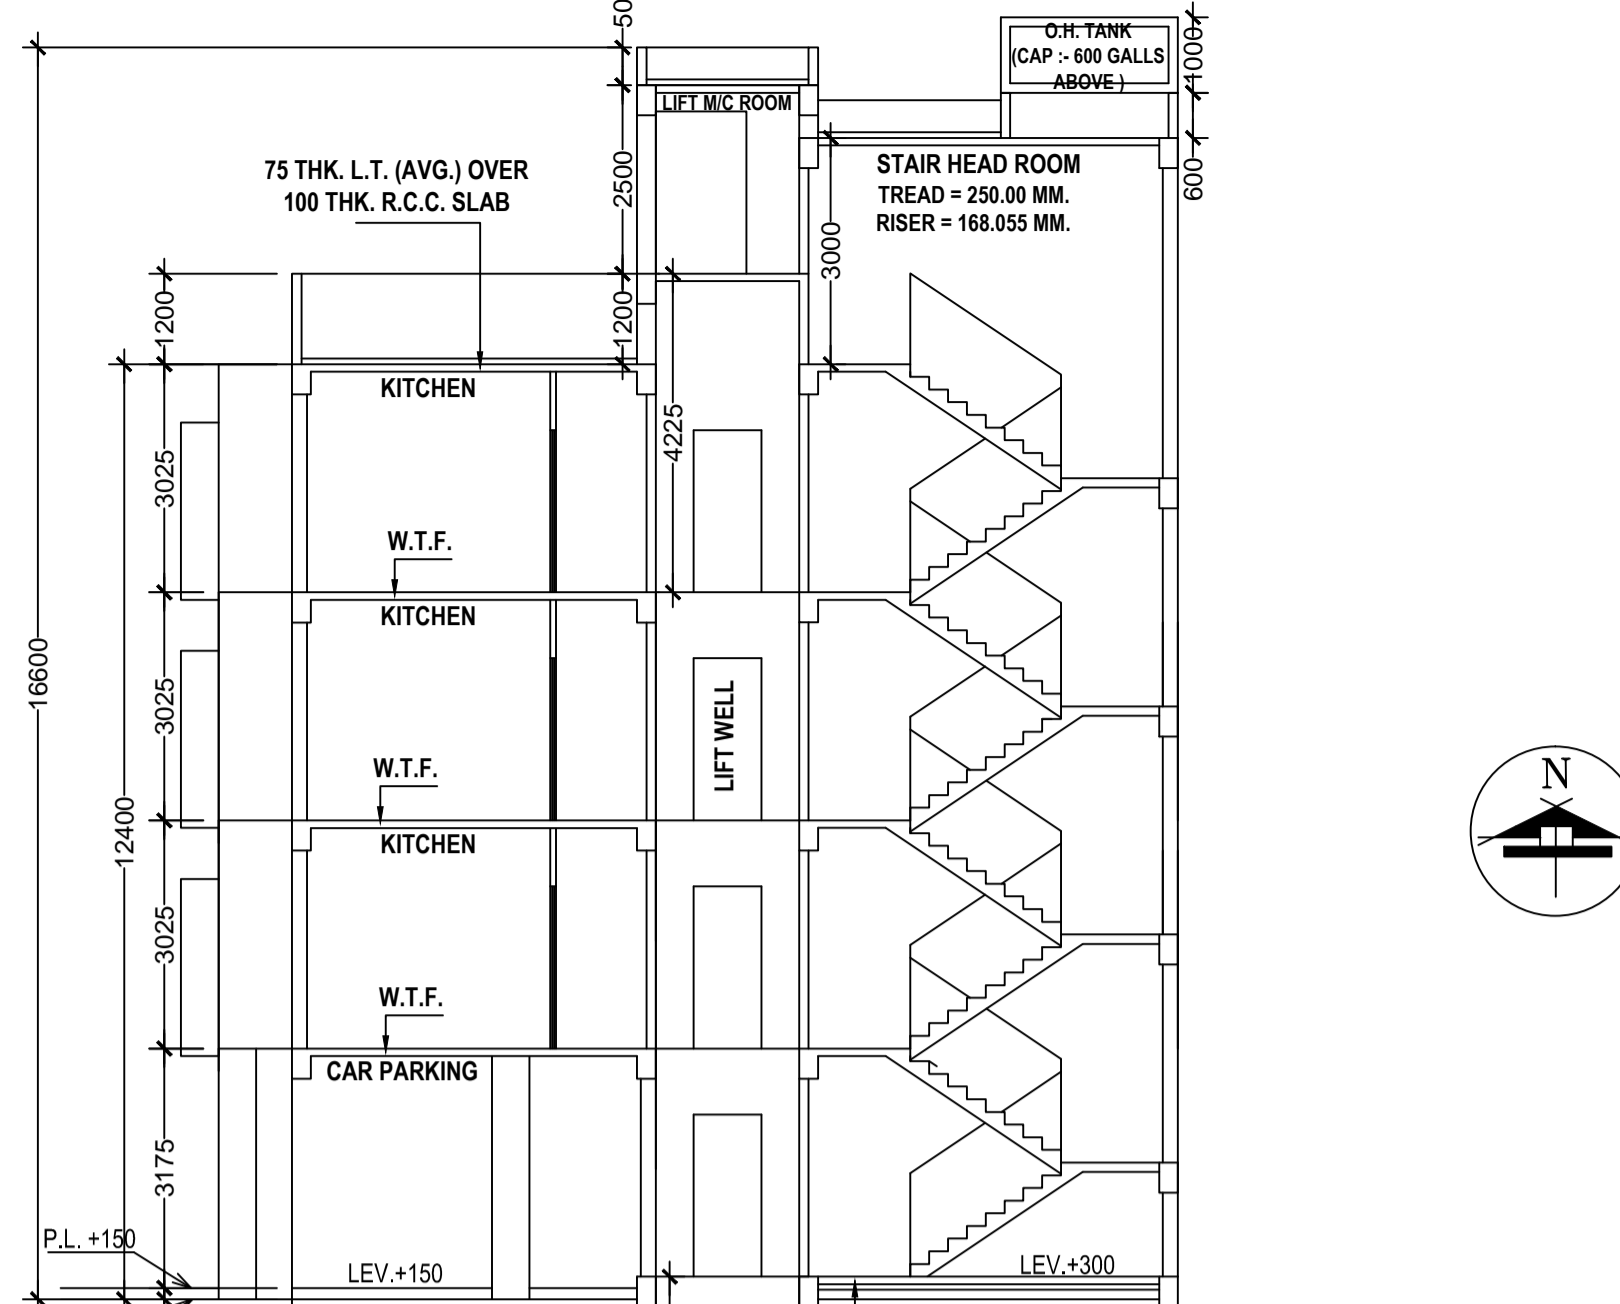 50
O.H. TANK
(CAP :- 600 GALLS
ABOVE )
1000
LIFT M/C ROOM
75 THK. L.T. (AVG.) OVER
100 THK. R.C.C. SLAB
2500
STAIR HEAD ROOM
TREAD = 250.00 MM.
RISER = 168.055 MM.
600
3000
1200
1200
KITCHEN
4225
3025
W.T.F.
KITCHEN
16600
3025
LIFT WELL
W.T.F.
N
12400
KITCHEN
3025
W.T.F.
CAR PARKING
3175
P.L. +150
LEV.+150
LEV.+300